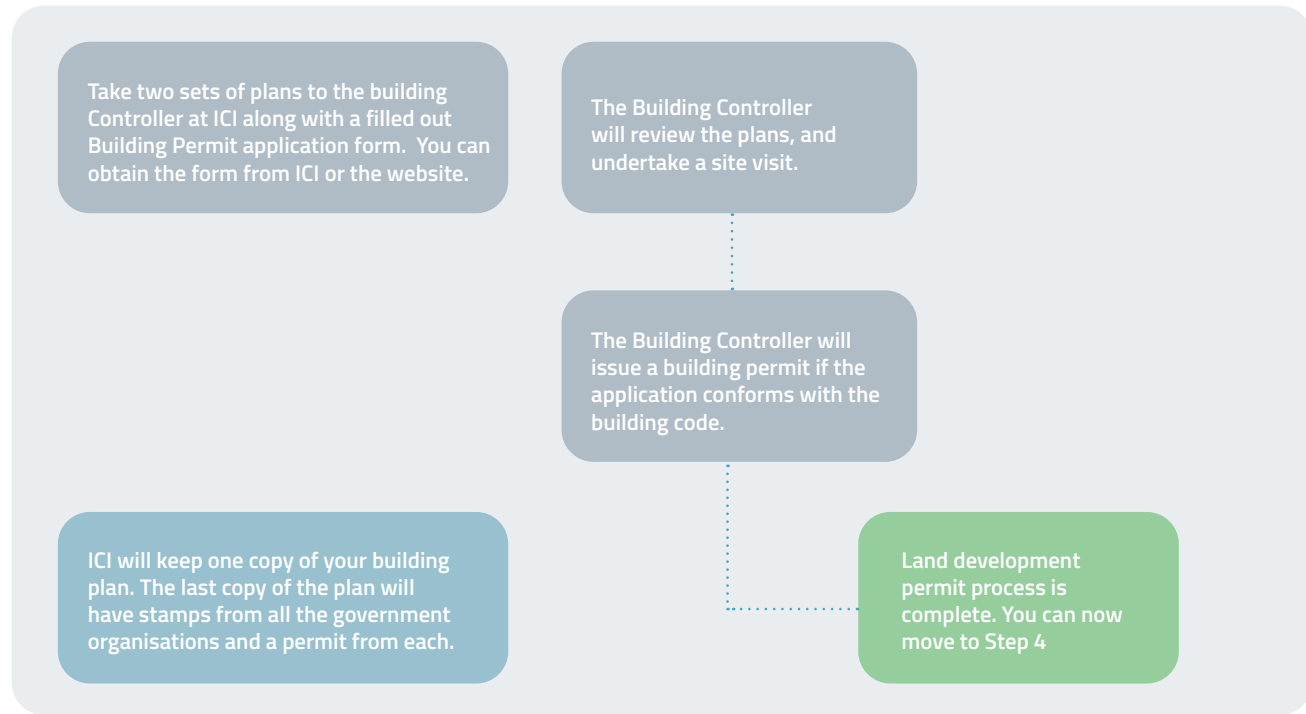 Take two sets of plans to the building
Controller at ICI along with a filled out
Building Permit application form.  You can
obtain the form from ICI or the website.
The Building Controller
will review the plans, and
undertake a site visit.
The Building Controller will
issue a building permit if the
application conforms with the
building code.
ICI will keep one copy of your building
plan. The last copy of the plan will
have stamps from all the government
organisations and a permit from each.
Land development
permit process is
complete. You can now
move to Step 4